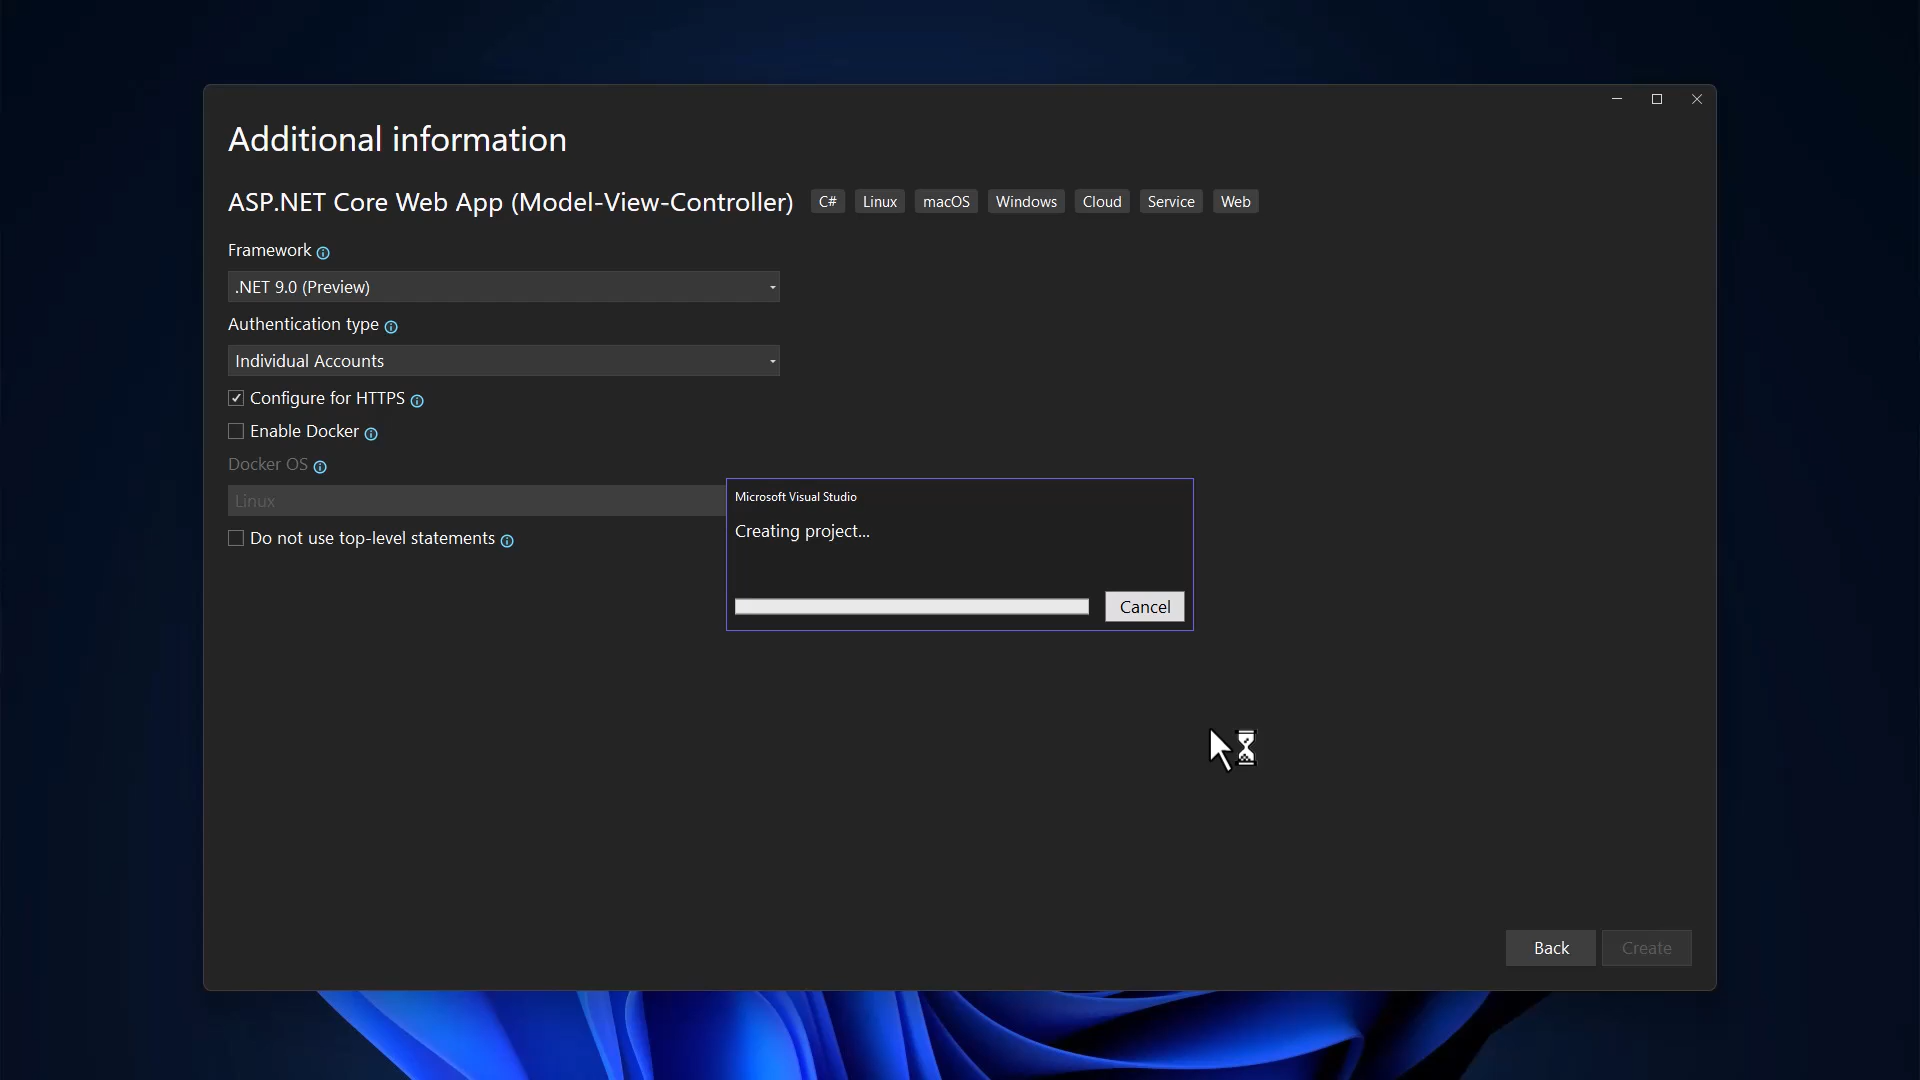 Additional information
ASP.NET Core Web App (Model-View-Controller) C# Linux macOS Windows Cloud Service Web
Framework
.NET 9.0 (Preview)
Authentication type
Individual Accounts
Configure for HTTPS
Enable Docker
Docker OS
Linux
Do not use top-level statements
Microsoft Visual Studio
Creating project...
Cancel
Back Create